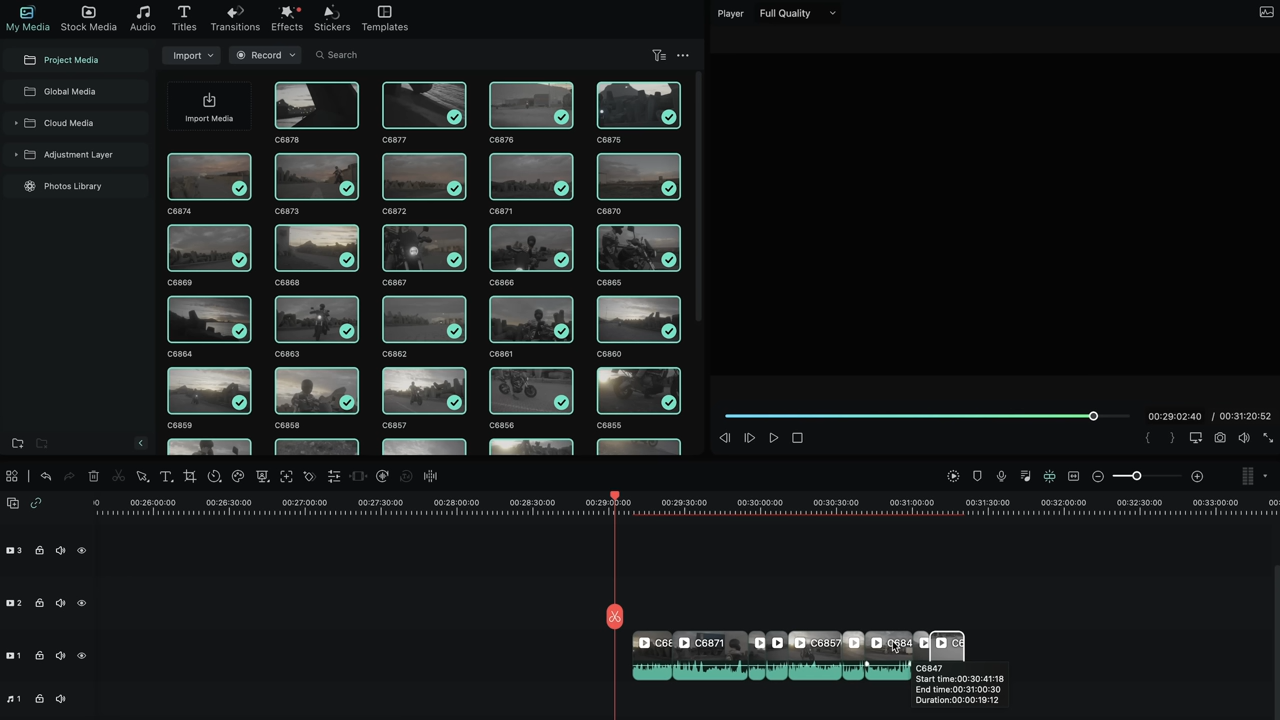 My Media
Stock Media
Audio
Titles
Transitions
Effects
Stickers
Templates
Player
Full Quality
Project Media
Global Media
Cloud Media
Adjustment Layer
Photos Library
Import
Record
Search
Import Media
C6878
C6877
C6876
C6875
C6874
C6873
C6872
C6871
C6870
C6869
C6868
C6867
C6866
C6865
C6864
C6863
C6862
C6861
C6860
C6859
C6858
C6857
C6856
C6855
00:29:02:40 / 00:31:20:52
00:26:00:00
00:26:30:00
00:27:00:00
00:27:30:00
00:28:00:00
00:28:30:00
00:29:00:00
00:29:30:00
00:30:00:00
00:30:30:00
00:31:00:00
00:31:30:00
00:32:00:00
00:32:30:00
00:33:00:00
3
2
1
C6871
C6857
C684
C6
C6847
Start time:00:30:41:18
End time:00:31:00:30
Duration:00:00:19:12
1